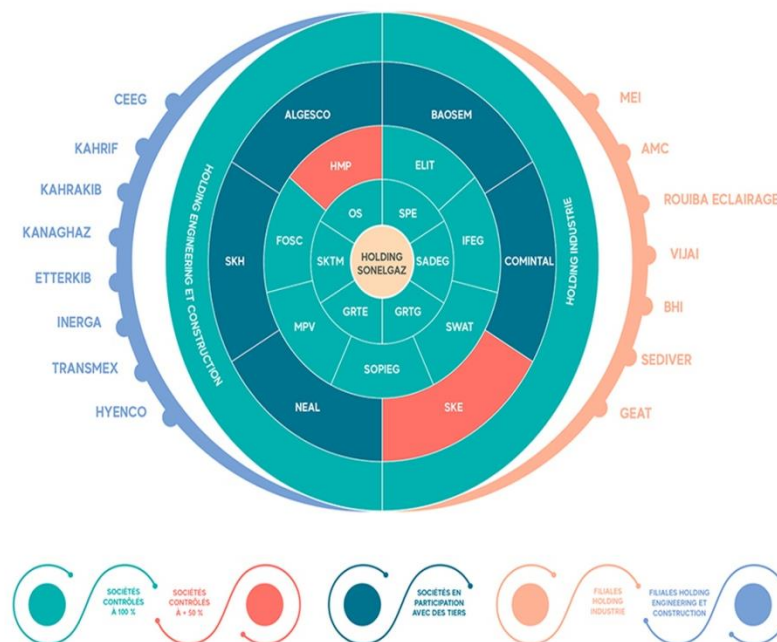 CEEG
KAHRIF
KAHRAKIB
KANAGHAZ
ETTERKIB
INERGA
TRANSMEX
HYENCO
HOLDING ENGINEERING ET CONSTRUCTION
ALGESCO
BAOSEM
HMP
ELIT
OS
SPE
SKH
FOSC
SKTM
HOLDING
SONELGAZ
SADEG
IFEG
COMINTAL
GRTE
GRTG
MPV
SWAT
SOPIEG
NEAL
SKE
HOLDING INDUSTRIE
MEI
AMC
ROUIBA ECLAIRAGE
VIJAI
BHI
SEDIVER
GEAT
SOCIÉTÉS
CONTRÔLÉS
À 100 %
SOCIÉTÉS
CONTRÔLÉS
À + 50 %
SOCIÉTÉS EN
PARTICIPATION
AVEC DES TIERS
FILIALES
HOLDING
INDUSTRIE
FILIALES HOLDING
ENGINEERING ET
CONSTRUCTION